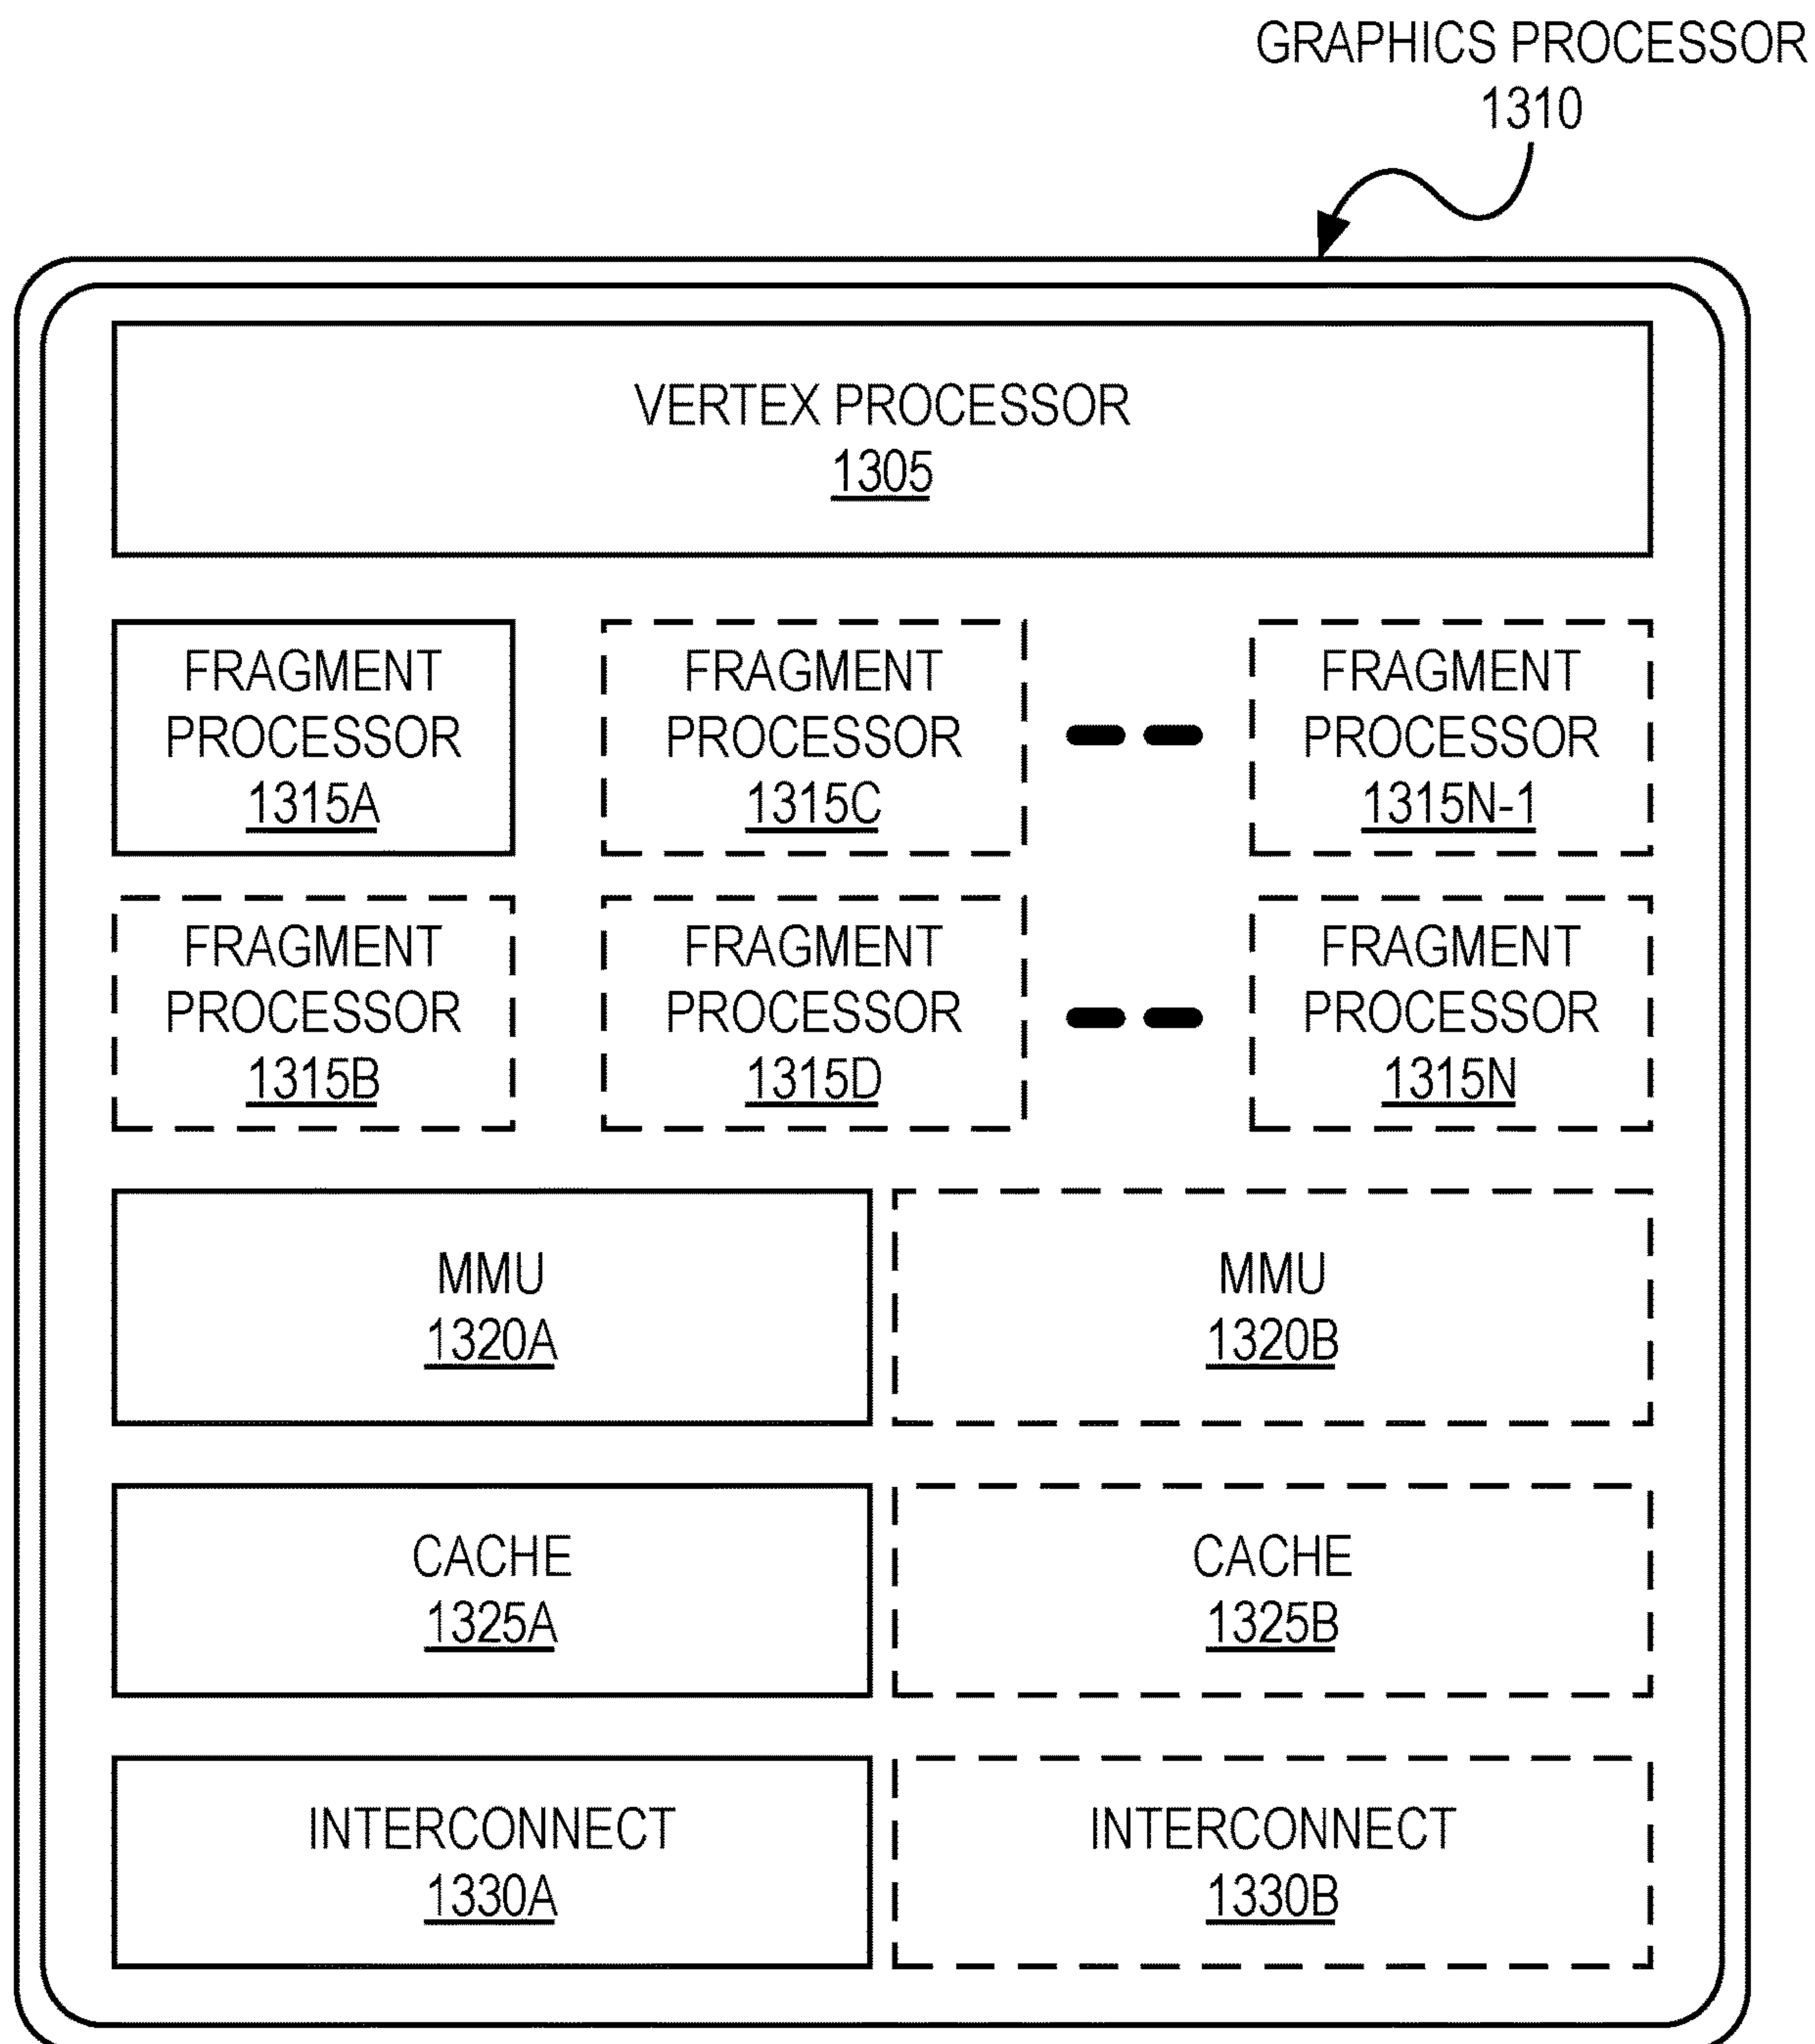 GRAPHICS PROCESSOR
1310
VERTEX PROCESSOR
1305
FRAGMENT
PROCESSOR
1315A
FRAGMENT
PROCESSOR
1315C
FRAGMENT
PROCESSOR
1315N-1
FRAGMENT
PROCESSOR
1315B
FRAGMENT
PROCESSOR
1315D
FRAGMENT
PROCESSOR
1315N
MMU
1320A
MMU
1320B
CACHE
1325A
CACHE
1325B
INTERCONNECT
1330A
INTERCONNECT
1330B